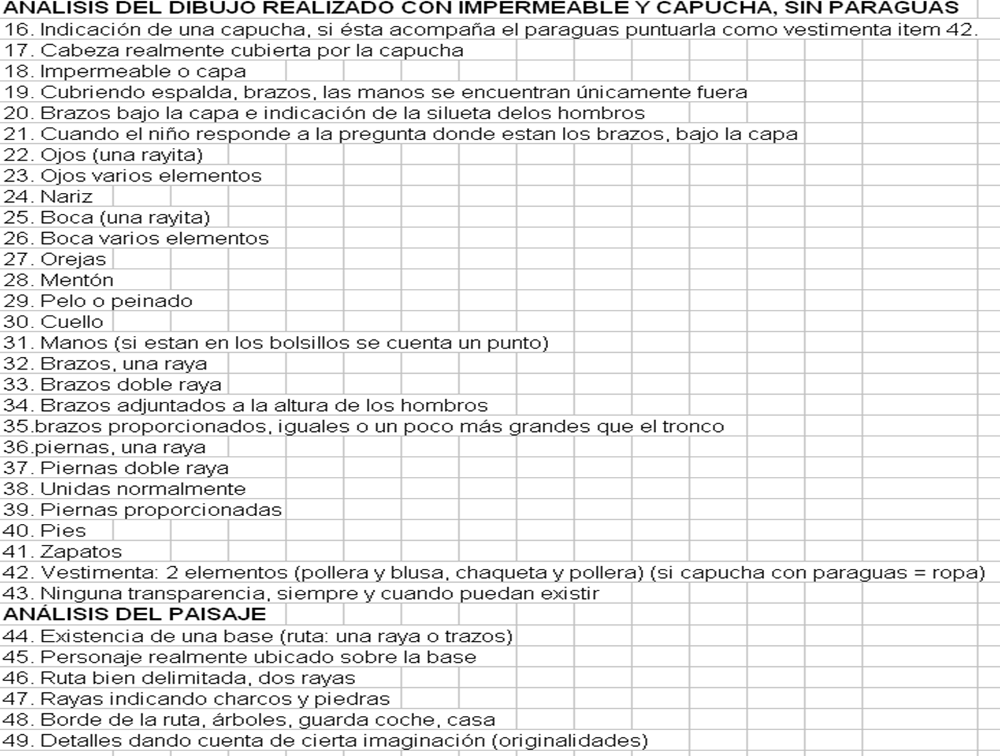 ANALISIS DEL DIBUJO REALIZADO CON IMPERMEABLE Y CAPUCHA, SIN PARAGUAS
16. Indicación de una capucha, si ésta acompaña el paraguas puntuarla como vestimenta item 42.
17. Cabeza realmente cubierta por la capucha
18. Impermeable o capa
19. Cubriendo espalda, brazos, las manos se encuentran únicamente fuera
20. Brazos bajo la capa e indicación de la silueta delos hombros
21. Cuando el niño responde a la pregunta donde estan los brazos, bajo la capa
22. Ojos (una rayita)
23. Ojos varios elementos
24. Nariz
25. Boca (una rayita)
26. Boca varios elementos
27. Orejas
28. Mentón
29. Pelo o peinado
30. Cuello
31. Manos (si estan en los bolsillos se cuenta un punto)
32. Brazos, una raya
33. Brazos doble raya
34. Brazos adjuntados a la altura de los hombros
35.brazos proporcionados, iguales o un poco más grandes que el tronco
36.piernas, una raya
37. Piernas doble raya
38. Unidas normalmente
39. Piernas proporcionadas
40. Pies
41. Zapatos
42. Vestimenta: 2 elementos (pollera y blusa, chaqueta y pollera) (si capucha con paraguas = ropa)
43. Ninguna transparencia, siempre y cuando puedan existir
ANÁLISIS DEL PAISAJE
44. Existencia de una base (ruta: una raya o trazos)
45. Personaje realmente ubicado sobre la base
46. Ruta bien delimitada, dos rayas
47. Rayas indicando charcos y piedras
48. Borde de la ruta, árboles, guarda coche, casa
49. Detalles dando cuenta de cierta imaginación (originalidades)